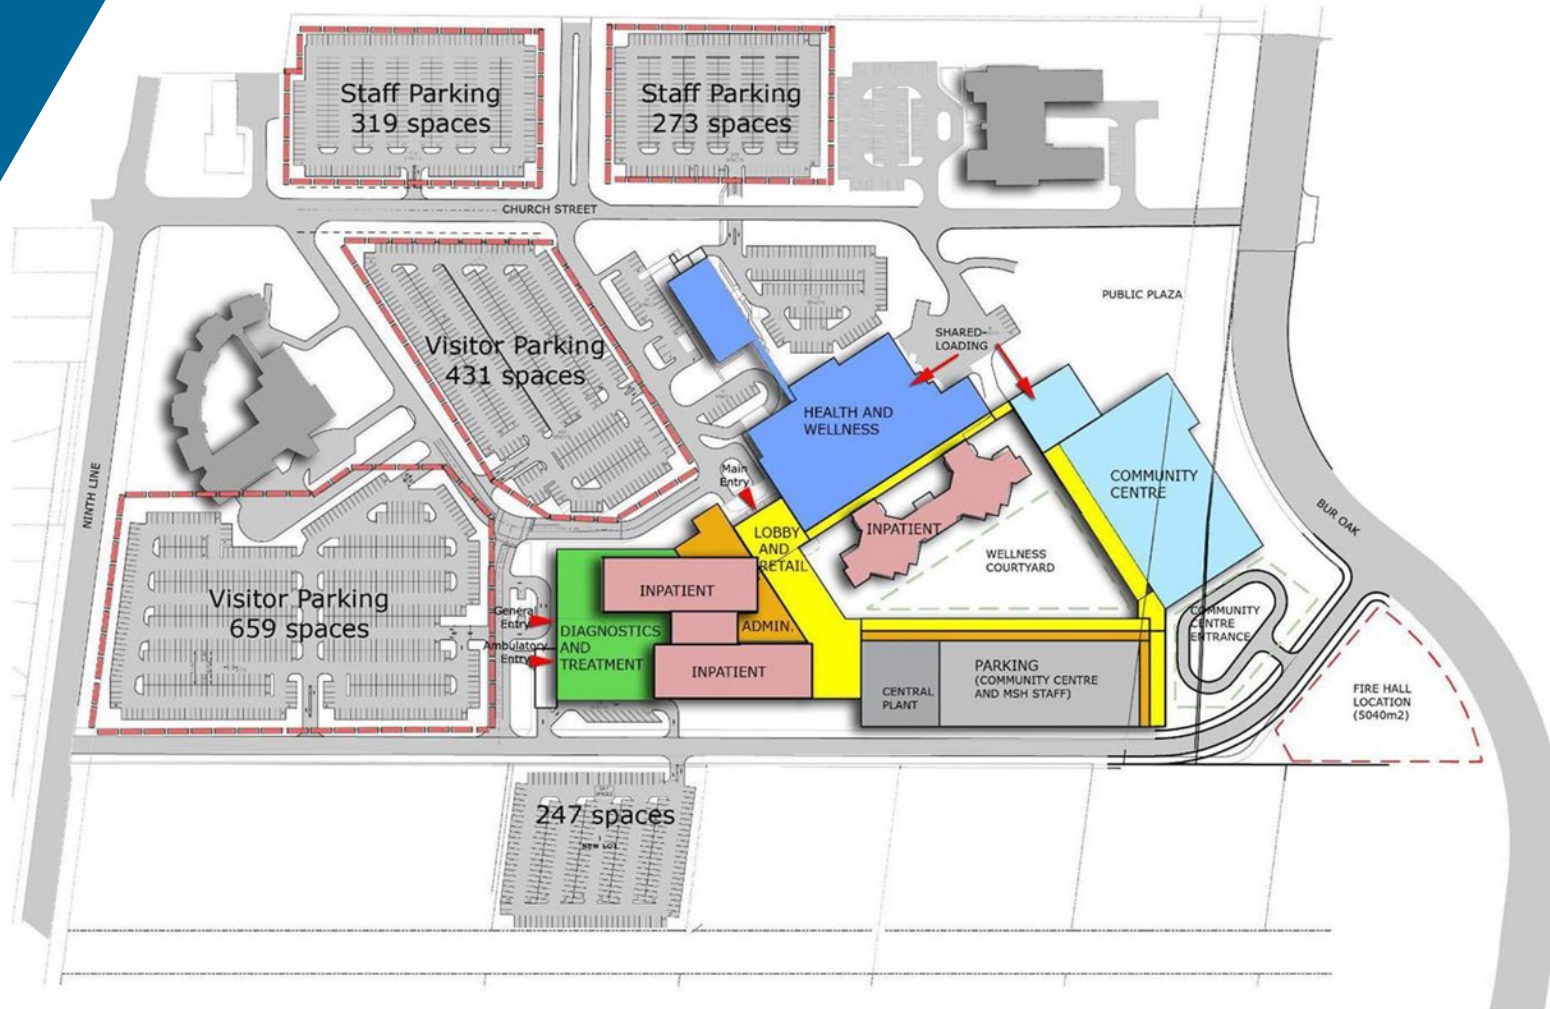 Staff Parking
319 spaces
Staff Parking
273 spaces
CHURCH STREET
PUBLIC PLAZA
Visitor Parking
431 spaces
SHARED
LOADING
HEALTH AND
WELLNESS
COMMUNITY
CENTRE
NINTH LINE
Main
Entry
BUR OAK
LOBBY
AND
RETAIL
INPATIENT
WELLNESS
COURTYARD
Visitor Parking
659 spaces
INPATIENT
General
Entry
Ambulatory
Entry
DIAGNOSTICS
AND
TREATMENT
ADMIN.
INPATIENT
COMMUNITY
CENTRE
ENTRANCE
CENTRAL
PLANT
PARKING
(COMMUNITY CENTRE
AND MSH STAFF)
FIRE HALL
LOCATION
(5040m2)
247 spaces
NEW LOT